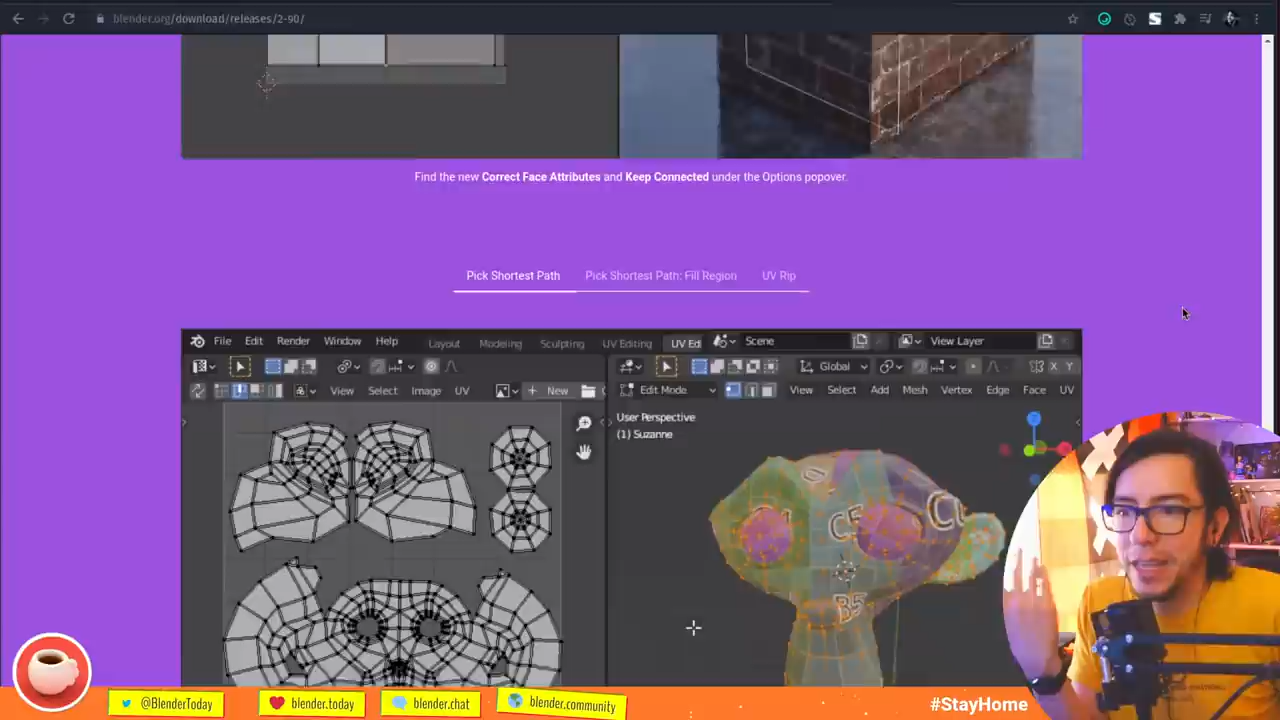 blender.org/download/releases/2-90/
Find the new Correct Face Attributes and Keep Connected under the Options popover.
Pick Shortest Path Pick Shortest Path: Fill Region UV Rip
File Edit Render Window Help Layout Modeling Sculpting UV Editing UV Ed Scene View Layer
Global X Y
View Select Image UV New Edit Mode View Select Add Mesh Vertex Edge Face UV
User Perspective
(1) Suzanne
C5
B5
@BlenderToday blender.today blender.chat blender.community #StayHome